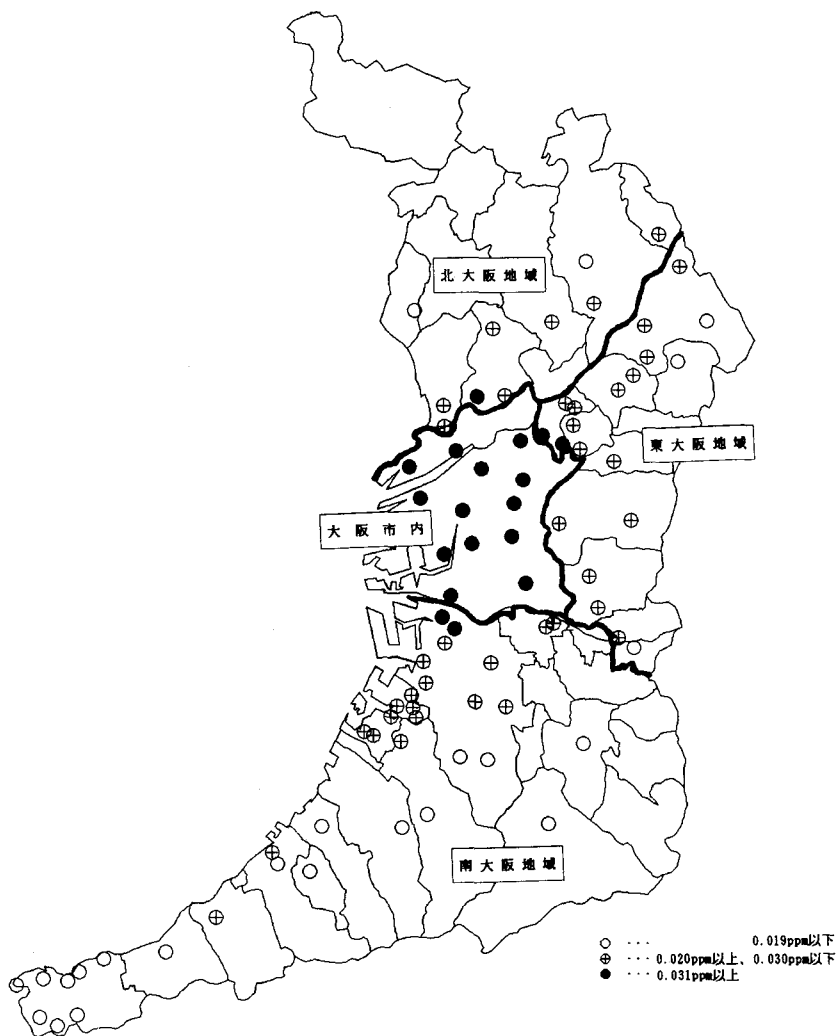 北大阪地域
東大阪地域
大阪市内
南大阪地域
○ ・・・ 0.019ppm以下
⊕ ・・・ 0.020ppm以上、0.030ppm以下
● ・・・ 0.031ppm以上